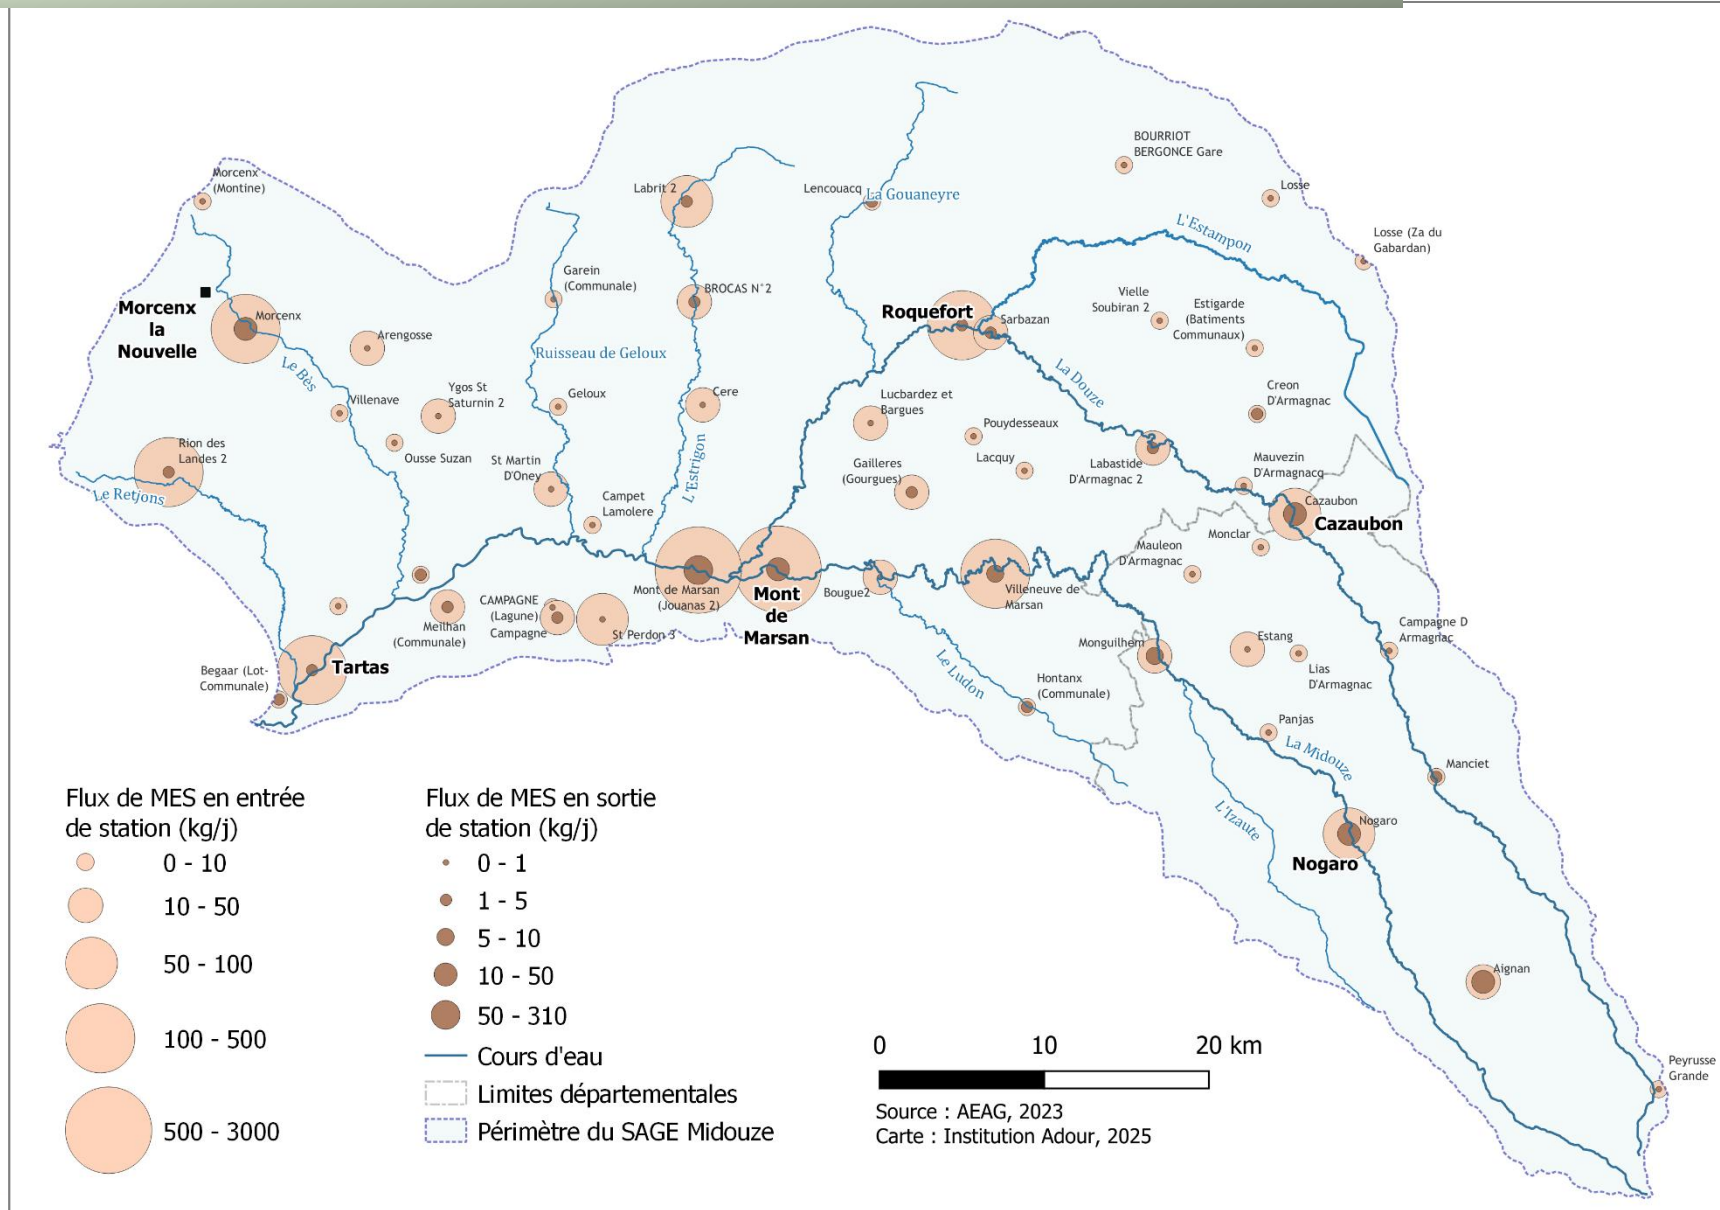 BOURRIOT
BERGONCE Gare
Morcenx
(Montine)
Labrit 2
Lencouacq
La Gouaneyre
Losse
L'Estampon
Losse (Za du
Gabardan)
Garein
(Communale)
BROCAS N°2
Vielle
Soubiran 2
Estigarde
(Batiments
Communaux)
Morcenx
la
Nouvelle
Morcenx
Arengosse
Roquefort
Sarbazan
Ruisseau de Geloux
Le Bès
La Douze
Villenave
Ygos St
Saturnin 2
Geloux
Cere
Lucbardez et
Bargues
Creon
D'Armagnac
Pouydesseaux
Rion des
Landes 2
Ousse Suzan
St Martin
D'Oney
L'Estrigon
Gailleres
(Gourgues)
Lacquy
Labastide
D'Armagnac 2
Mauvezin
D'Armagnacq
Le Retjons
Campet
Lamolere
Cazaubon
Cazaubon
Monclar
Mauleon
D'Armagnac
Mont de Marsan
(Jouanas 2)
Mont
de
Marsan
Bougue2
Villeneuve de
Marsan
CAMPAGNE
(Lagune)
Campagne
Meilhan
(Communale)
St Perdon 3
Monguilhem
Estang
Campagne D
Armagnac
Lias
D'Armagnac
Tartas
Begaar (Lot-
Communale)
Le Ludon
Hontanx
(Communale)
Panjas
La Midouze
Manciet
L'Izaute
Nogaro
Nogaro
Aignan
Peyrusse
Grande
Flux de MES en entrée
de station (kg/j)
0 - 10
10 - 50
50 - 100
100 - 500
500 - 3000
Flux de MES en sortie
de station (kg/j)
0 - 1
1 - 5
5 - 10
10 - 50
50 - 310
Cours d'eau
Limites départementales
Périmètre du SAGE Midouze
0 10 20 km
Source : AEAG, 2023
Carte : Institution Adour, 2025